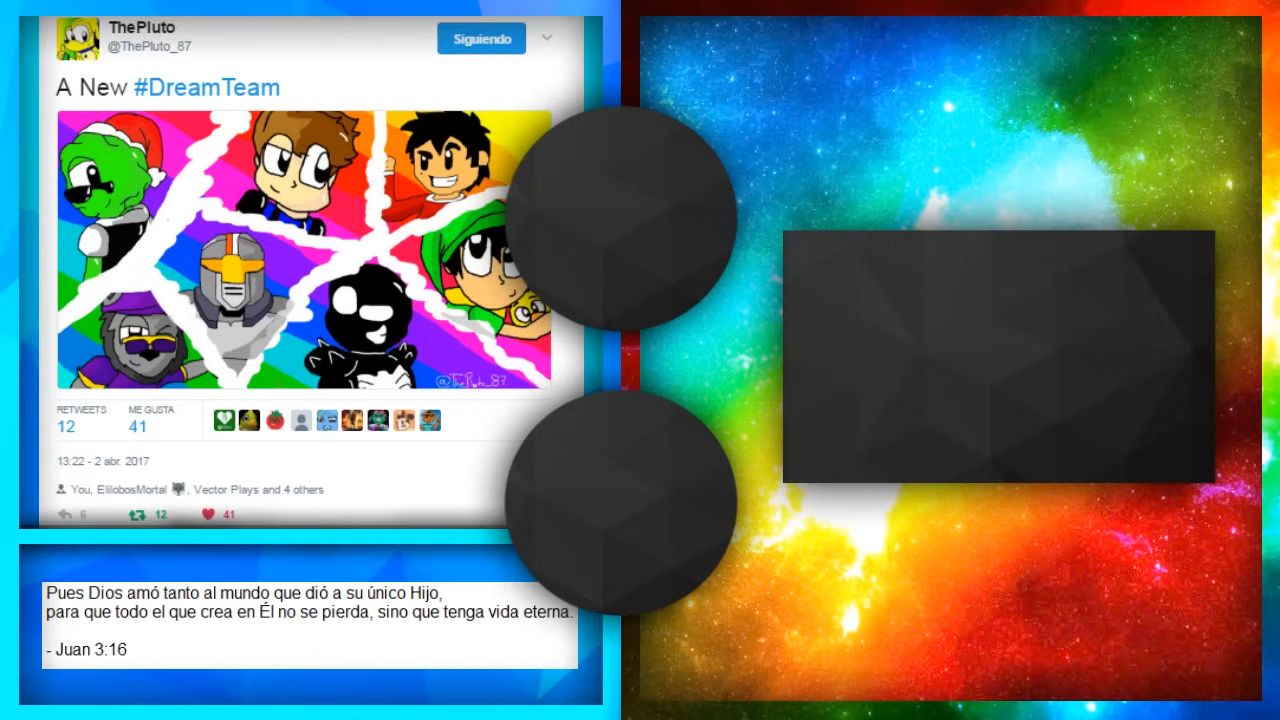 ThePluto
@ThePluto_87
Siguiendo
A New #DreamTeam
@ThePluto_87
RETWEETS
ME GUSTA
12
41
13:22 - 2 abr. 2017
You, ElilobosMortal , Vector Plays and 4 others
6
12
41
Pues Dios amó tanto al mundo que dió a su único Hijo,
para que todo el que crea en Él no se pierda, sino que tenga vida eterna.
- Juan 3:16